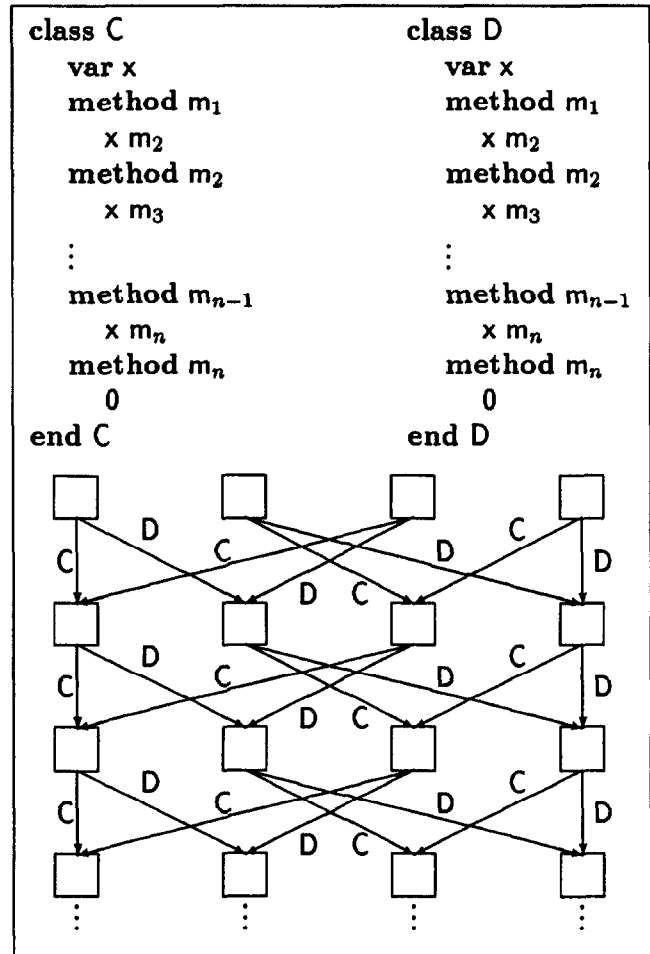 class C
var x
method m₁
x m₂
method m₂
x m₃
⋮
method mₙ₋₁
x mₙ
method mₙ
0
end C
class D
var x
method m₁
x m₂
method m₂
x m₃
⋮
method mₙ₋₁
x mₙ
method mₙ
0
end D
D C
C C D D
D C
D C
C C D D
D C
D C
C C D D
D C
⋮ ⋮ ⋮ ⋮